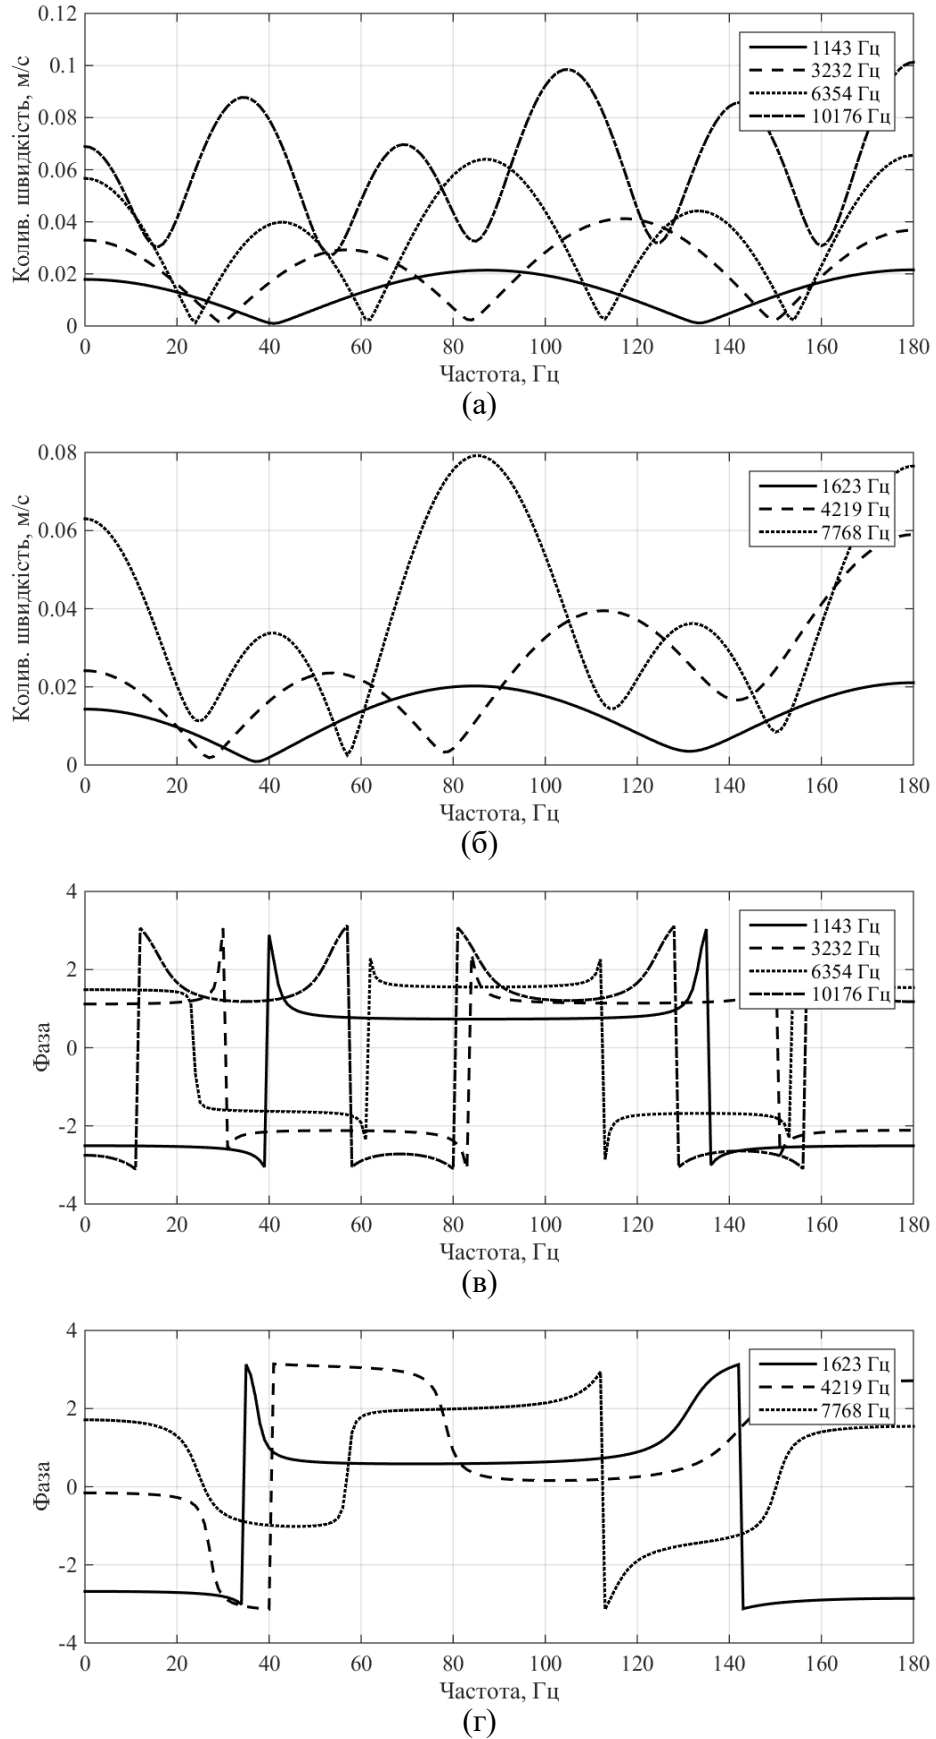 0.12
0.1
0.08
0.06
0.04
0.02
0
Колив. швидкість, м/с
1143 Гц
3232 Гц
6354 Гц
10176 Гц
0 20 40 60 80 100 120 140 160 180
Частота, Гц
(а)
0.08
0.06
0.04
0.02
0
Колив. швидкість, м/с
1623 Гц
4219 Гц
7768 Гц
0 20 40 60 80 100 120 140 160 180
Частота, Гц
(б)
4
2
0
-2
-4
Фаза
1143 Гц
3232 Гц
6354 Гц
10176 Гц
0 20 40 60 80 100 120 140 160 180
Частота, Гц
(в)
4
2
0
-2
-4
Фаза
1623 Гц
4219 Гц
7768 Гц
0 20 40 60 80 100 120 140 160 180
Частота, Гц
(г)